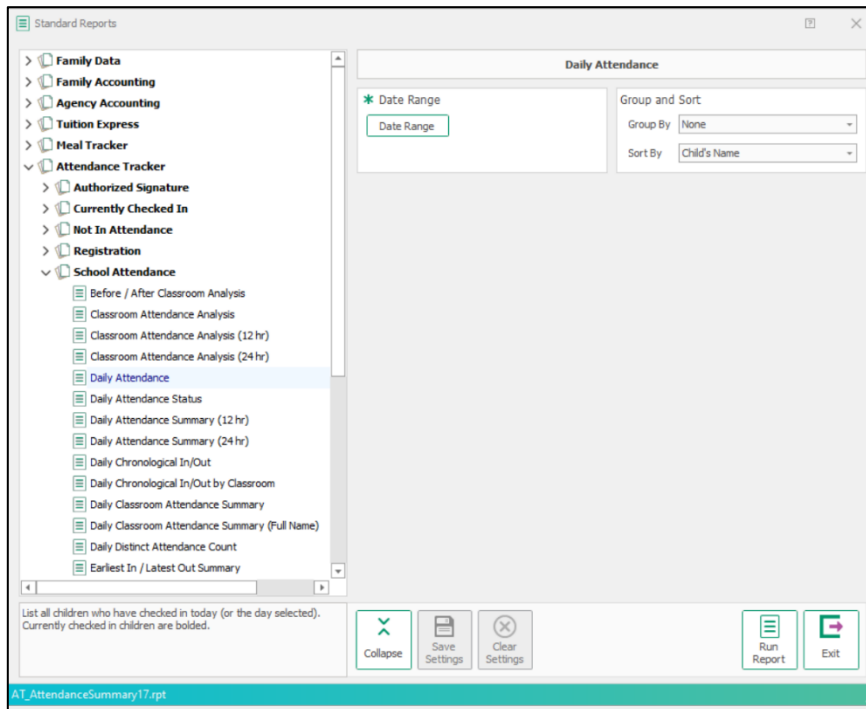 Standard Reports
Family Data
Family Accounting
Agency Accounting
Tuition Express
Meal Tracker
Attendance Tracker
Authorized Signature
Currently Checked In
Not In Attendance
Registration
School Attendance
Before / After Classroom Analysis
Classroom Attendance Analysis
Classroom Attendance Analysis (12 hr)
Classroom Attendance Analysis (24 hr)
Daily Attendance
Daily Attendance Status
Daily Attendance Summary (12 hr)
Daily Attendance Summary (24 hr)
Daily Chronological In/Out
Daily Chronological In/Out by Classroom
Daily Classroom Attendance Summary
Daily Classroom Attendance Summary (Full Name)
Daily Distinct Attendance Count
Earliest In / Latest Out Summary
List all children who have checked in today (or the day selected).
Currently checked in children are bolded.
Daily Attendance
* Date Range
Date Range
Group and Sort
Group By None
Sort By Child's Name
Collapse
Save
Settings
Clear
Settings
Run
Report
Exit
AT_AttendanceSummary17.rpt